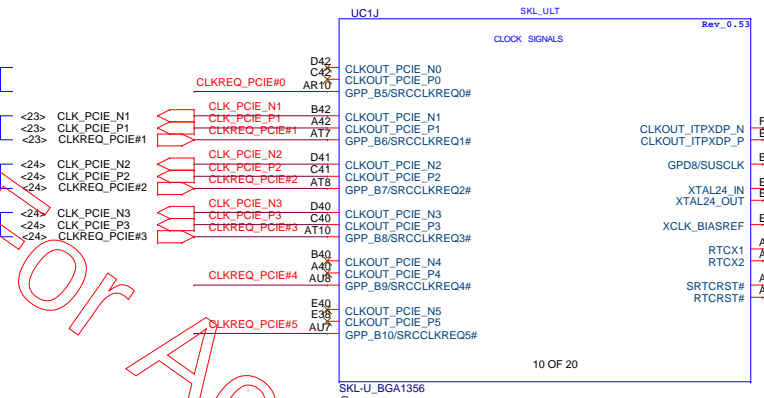 UC1J
SKL_ULT
Rev_0.53
CLOCK SIGNALS
D42 CLKOUT_PCIE_N0
C42 CLKOUT_PCIE_P0
CLKREQ_PCIE#0 AR10 GPP_B5/SRCCLKREQ0#
<23> CLK_PCIE_N1 CLK_PCIE_N1 B42 CLKOUT_PCIE_N1
<23> CLK_PCIE_P1 CLK_PCIE_P1 A42 CLKOUT_PCIE_P1 CLKOUT_ITPXDP_N
<23> CLKREQ_PCIE#1 CLKREQ_PCIE#1 AT7 GPP_B6/SRCCLKREQ1# CLKOUT_ITPXDP_P
<24> CLK_PCIE_N2 CLK_PCIE_N2 D41 CLKOUT_PCIE_N2 GPD8/SUSCLK
<24> CLK_PCIE_P2 CLK_PCIE_P2 C41 CLKOUT_PCIE_P2
<24> CLKREQ_PCIE#2 CLKREQ_PCIE#2 AT8 GPP_B7/SRCCLKREQ2# XTAL24_IN
XTAL24_OUT
<24> CLK_PCIE_N3 CLK_PCIE_N3 D40 CLKOUT_PCIE_N3
<24> CLK_PCIE_P3 CLK_PCIE_P3 C40 CLKOUT_PCIE_P3 XCLK_BIASREF
<24> CLKREQ_PCIE#3 CLKREQ_PCIE#3 AT10 GPP_B8/SRCCLKREQ3#
RTCX1
B40 CLKOUT_PCIE_N4 RTCX2
A40 CLKOUT_PCIE_P4
CLKREQ_PCIE#4 AU8 GPP_B9/SRCCLKREQ4# SRTCRST#
RTCRST#
E40 CLKOUT_PCIE_N5
E38 CLKOUT_PCIE_P5
CLKREQ_PCIE#5 AU7 GPP_B10/SRCCLKREQ5#
10 OF 20
SKL-U_BGA1356
For